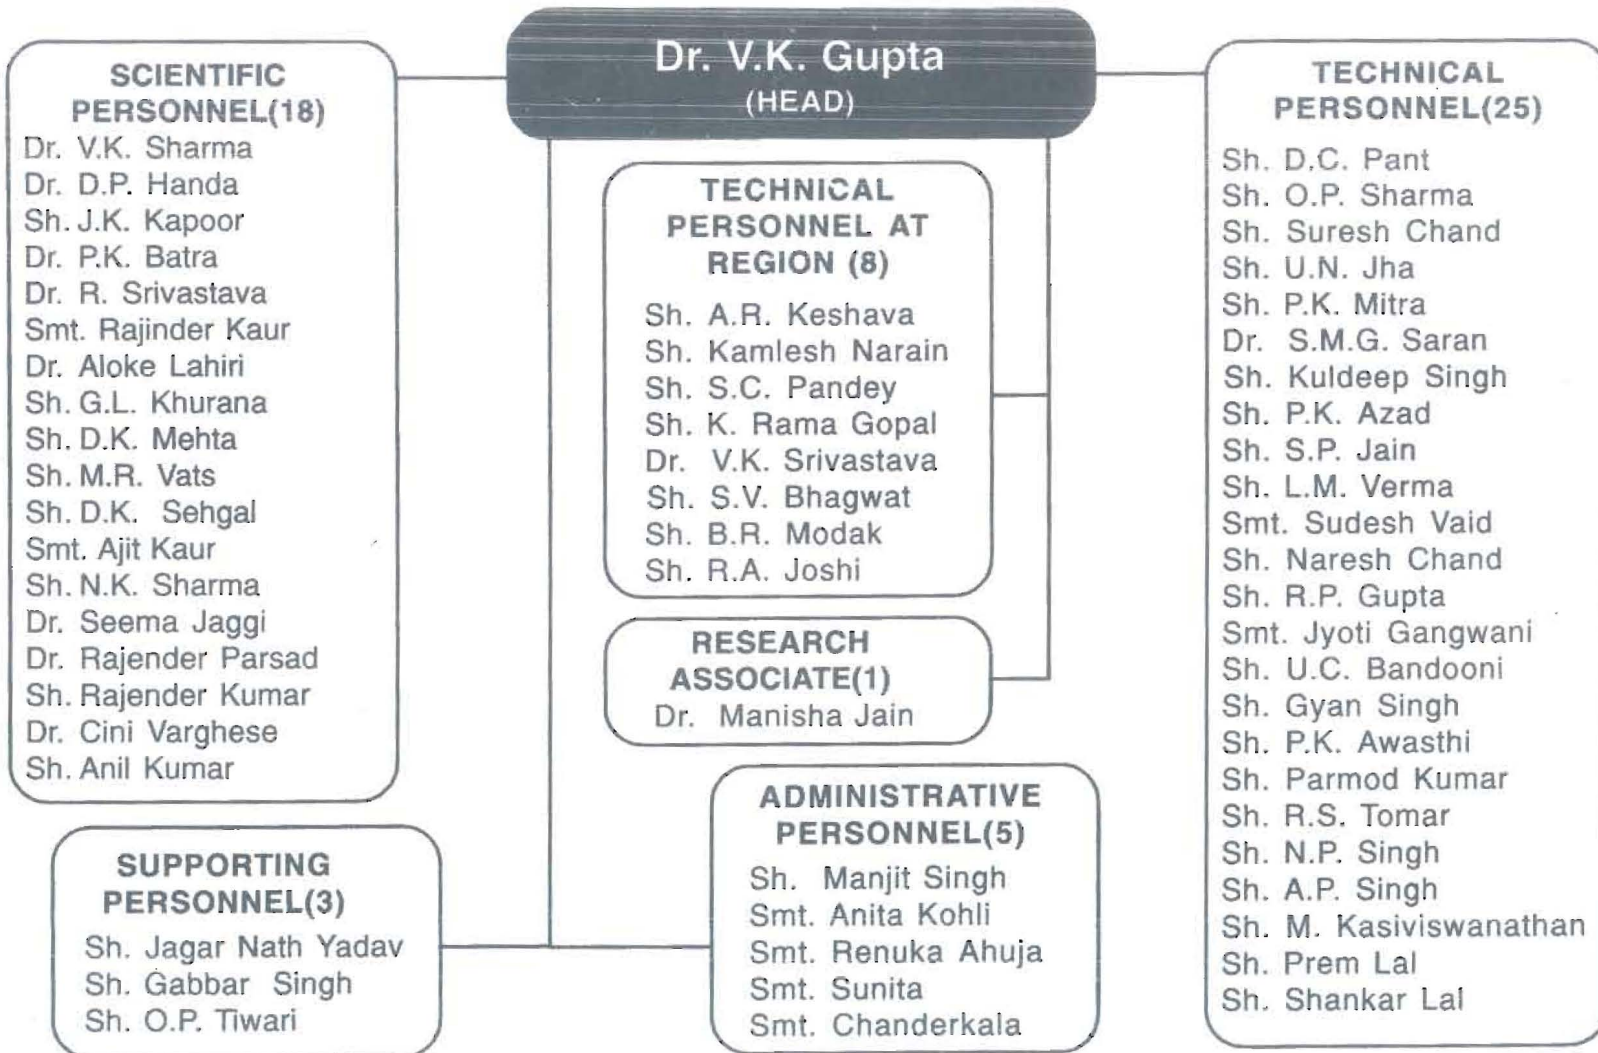 Dr. V.K. Gupta
(HEAD)
SCIENTIFIC
PERSONNEL(18)
Dr. V.K. Sharma
Dr. D.P. Handa
Sh. J.K. Kapoor
Dr. P.K. Batra
Dr. R. Srivastava
Smt. Rajinder Kaur
Dr. Aloke Lahiri
Sh. G.L. Khurana
Sh. D.K. Mehta
Sh. M.R. Vats
Sh. D.K. Sehgal
Smt. Ajit Kaur
Sh. N.K. Sharma
Dr. Seema Jaggi
Dr. Rajender Parsad
Sh. Rajender Kumar
Dr. Cini Varghese
Sh. Anil Kumar
SUPPORTING
PERSONNEL(3)
Sh. Jagar Nath Yadav
Sh. Gabbar Singh
Sh. O.P. Tiwari
TECHNICAL
PERSONNEL AT
REGION (8)
Sh. A.R. Keshava
Sh. Kamlesh Narain
Sh. S.C. Pandey
Sh. K. Rama Gopal
Dr. V.K. Srivastava
Sh. S.V. Bhagwat
Sh. B.R. Modak
Sh. R.A. Joshi
RESEARCH
ASSOCIATE(1)
Dr. Manisha Jain
ADMINISTRATIVE
PERSONNEL(5)
Sh. Manjit Singh
Smt. Anita Kohli
Smt. Renuka Ahuja
Smt. Sunita
Smt. Chanderkala
TECHNICAL
PERSONNEL(25)
Sh. D.C. Pant
Sh. O.P. Sharma
Sh. Suresh Chand
Sh. U.N. Jha
Sh. P.K. Mitra
Dr. S.M.G. Saran
Sh. Kuldeep Singh
Sh. P.K. Azad
Sh. S.P. Jain
Sh. L.M. Verma
Smt. Sudesh Vaid
Sh. Naresh Chand
Sh. R.P. Gupta
Smt. Jyoti Gangwani
Sh. U.C. Bandooni
Sh. Gyan Singh
Sh. P.K. Awasthi
Sh. Parmod Kumar
Sh. R.S. Tomar
Sh. N.P. Singh
Sh. A.P. Singh
Sh. M. Kasiviswanathan
Sh. Prem Lal
Sh. Shankar Lal